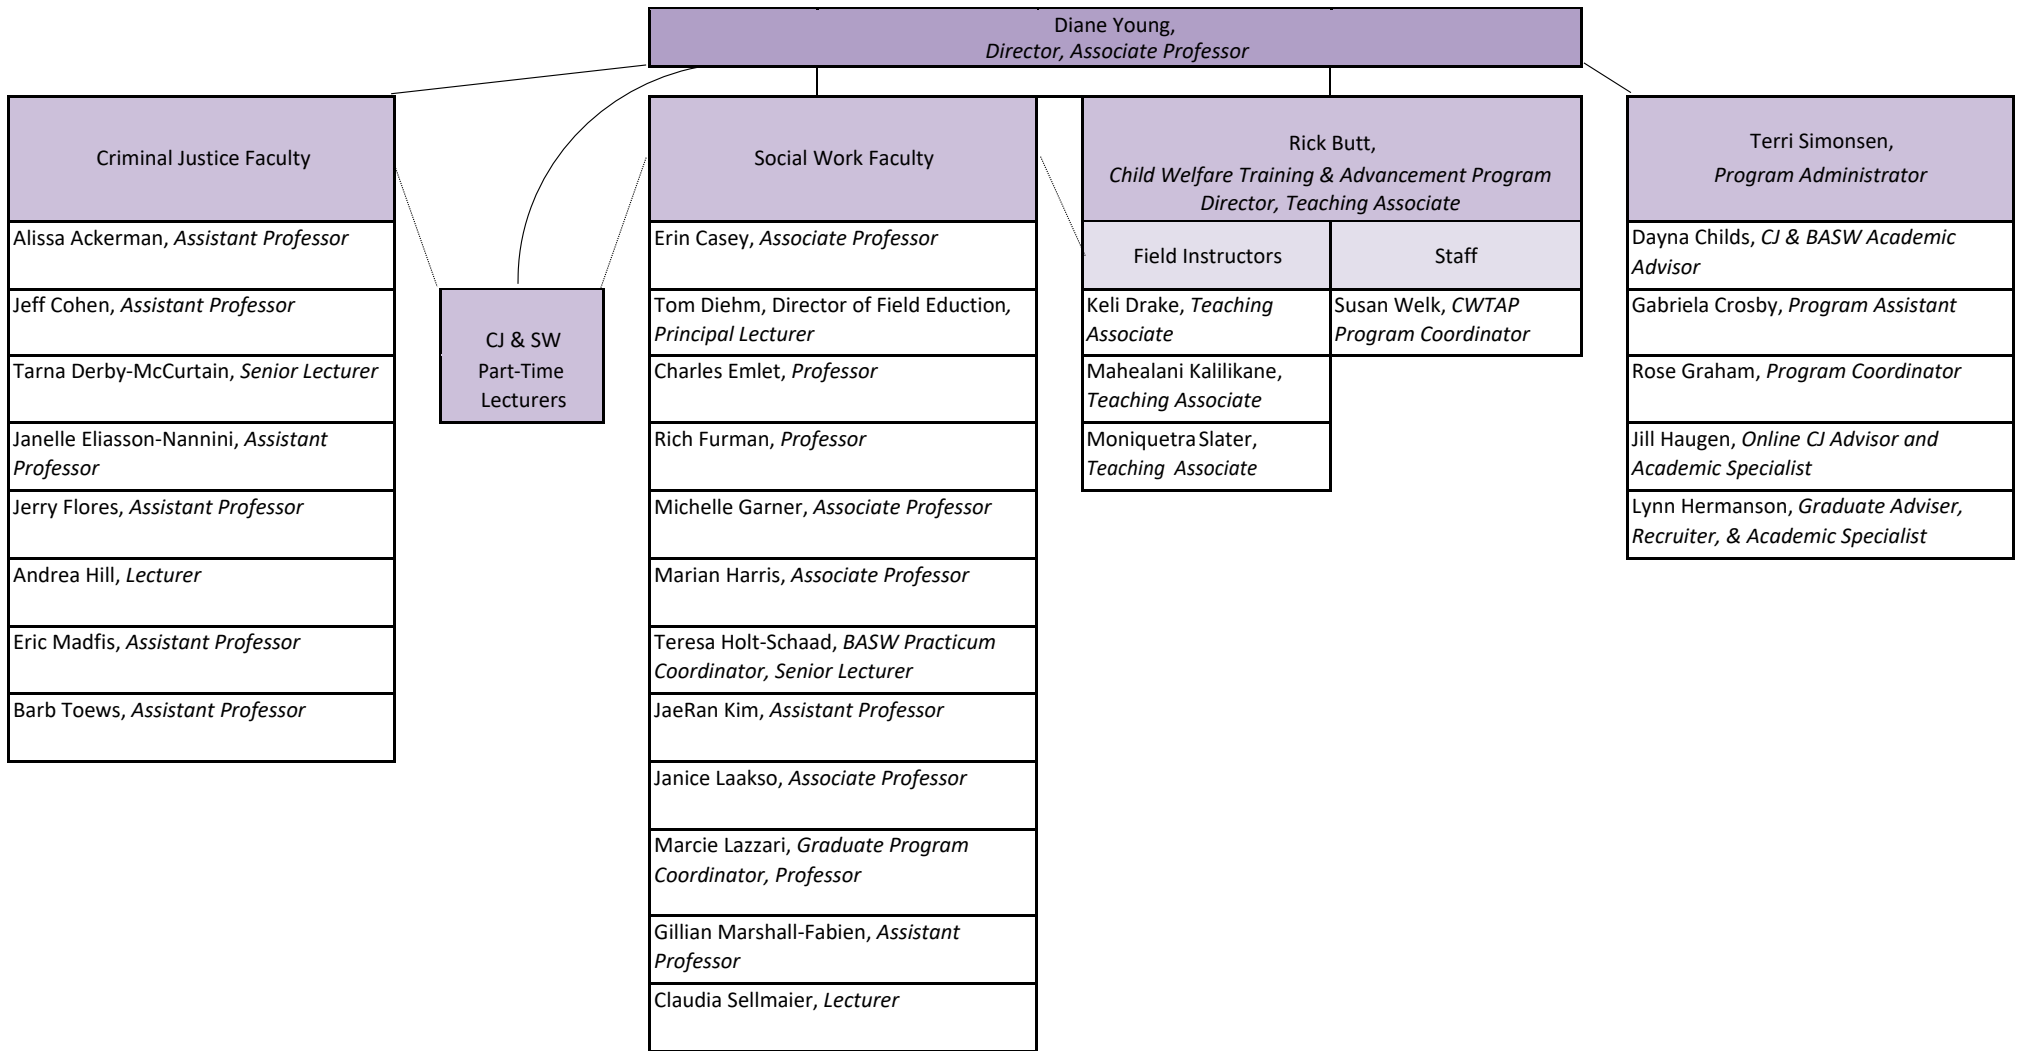 Diane Young,
Director, Associate Professor
Criminal Justice Faculty
Alissa Ackerman, Assistant Professor
Jeff Cohen, Assistant Professor
Tarna Derby-McCurtain, Senior Lecturer
Janelle Eliasson-Nannini, Assistant
Professor
Jerry Flores, Assistant Professor
Andrea Hill, Lecturer
Eric Madfis, Assistant Professor
Barb Toews, Assistant Professor
CJ & SW
Part-Time
Lecturers
Social Work Faculty
Erin Casey, Associate Professor
Tom Diehm, Director of Field Eduction,
Principal Lecturer
Charles Emlet, Professor
Rich Furman, Professor
Michelle Garner, Associate Professor
Marian Harris, Associate Professor
Teresa Holt-Schaad, BASW Practicum
Coordinator, Senior Lecturer
JaeRan Kim, Assistant Professor
Janice Laakso, Associate Professor
Marcie Lazzari, Graduate Program
Coordinator, Professor
Gillian Marshall-Fabien, Assistant
Professor
Claudia Sellmaier, Lecturer
Rick Butt,
Child Welfare Training & Advancement Program
Director, Teaching Associate
Field Instructors
Keli Drake, Teaching
Associate
Mahealani Kalilikane,
Teaching Associate
Moniquetra Slater,
Teaching Associate
Staff
Susan Welk, CWTAP
Program Coordinator
Terri Simonsen,
Program Administrator
Dayna Childs, CJ & BASW Academic
Advisor
Gabriela Crosby, Program Assistant
Rose Graham, Program Coordinator
Jill Haugen, Online CJ Advisor and
Academic Specialist
Lynn Hermanson, Graduate Adviser,
Recruiter, & Academic Specialist